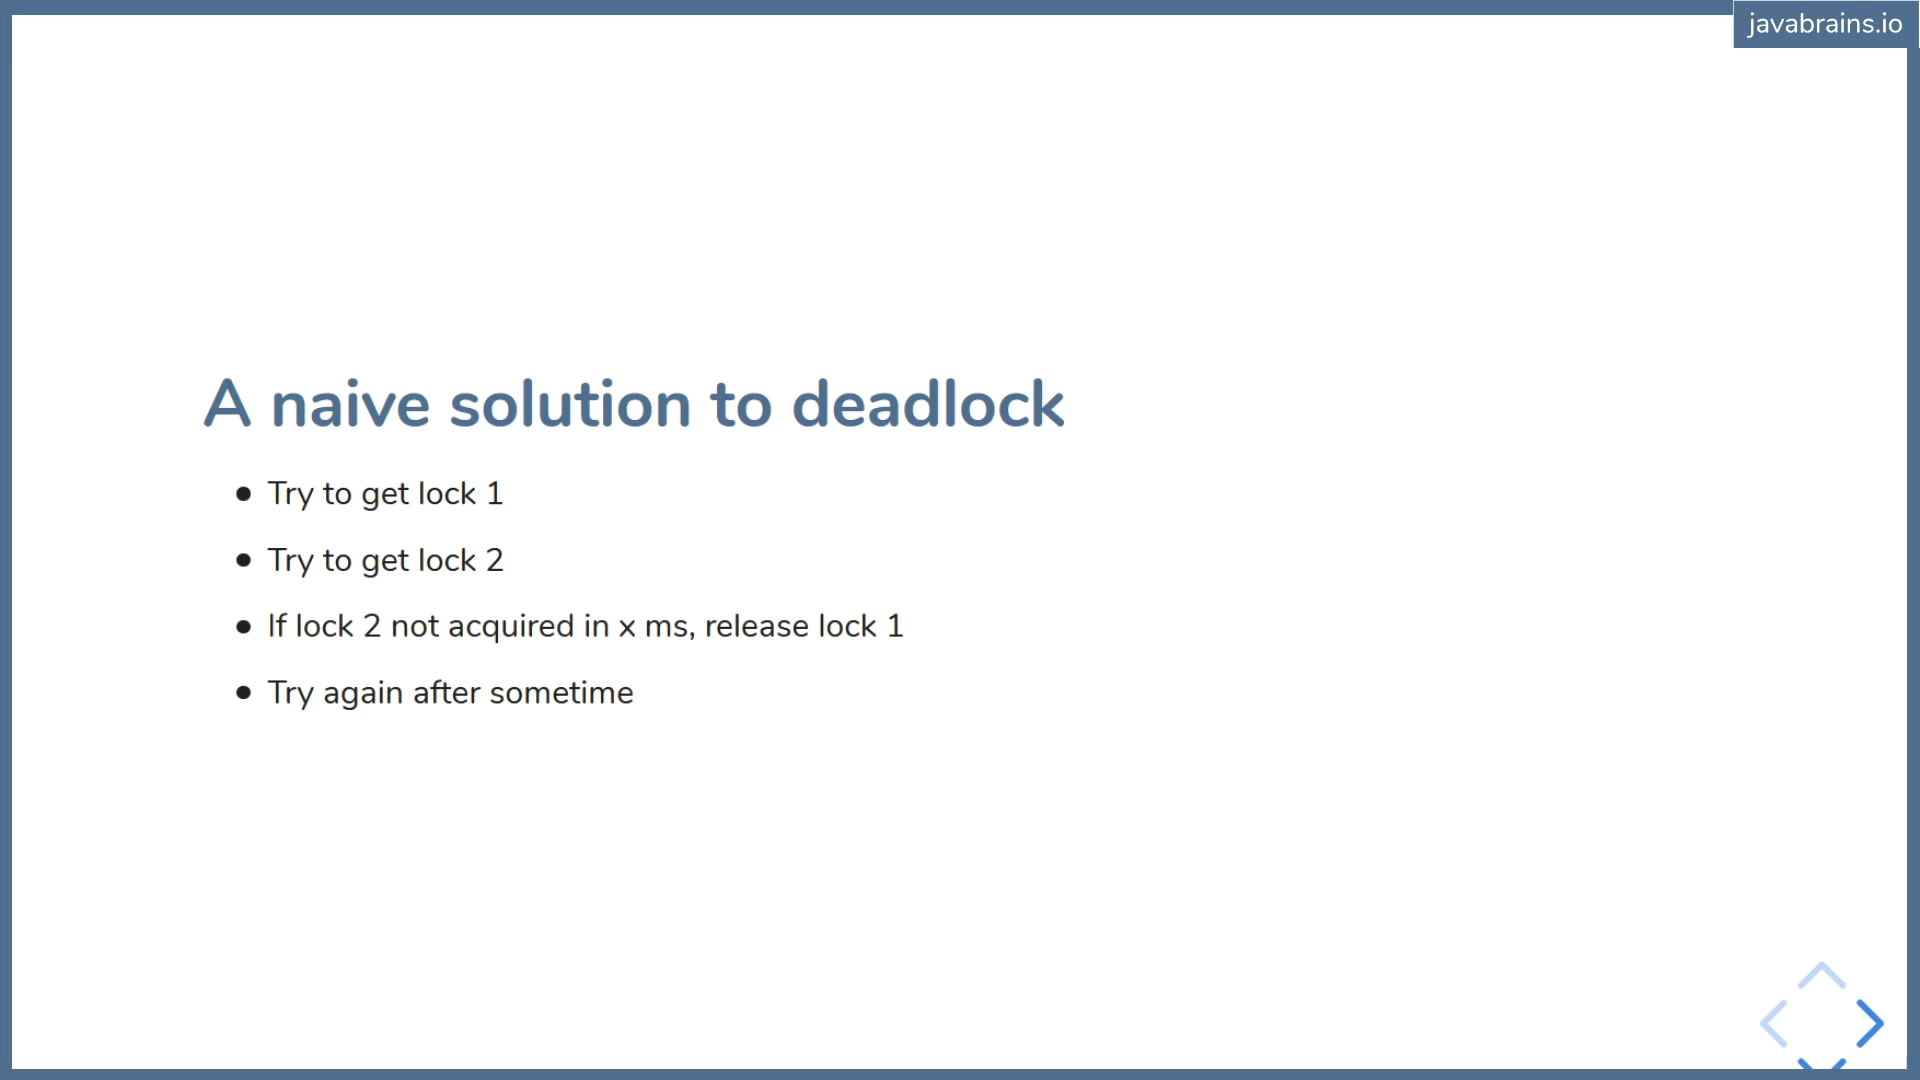 javabrains.io
A naive solution to deadlock
Try to get lock 1
Try to get lock 2
If lock 2 not acquired in x ms, release lock 1
Try again after sometime